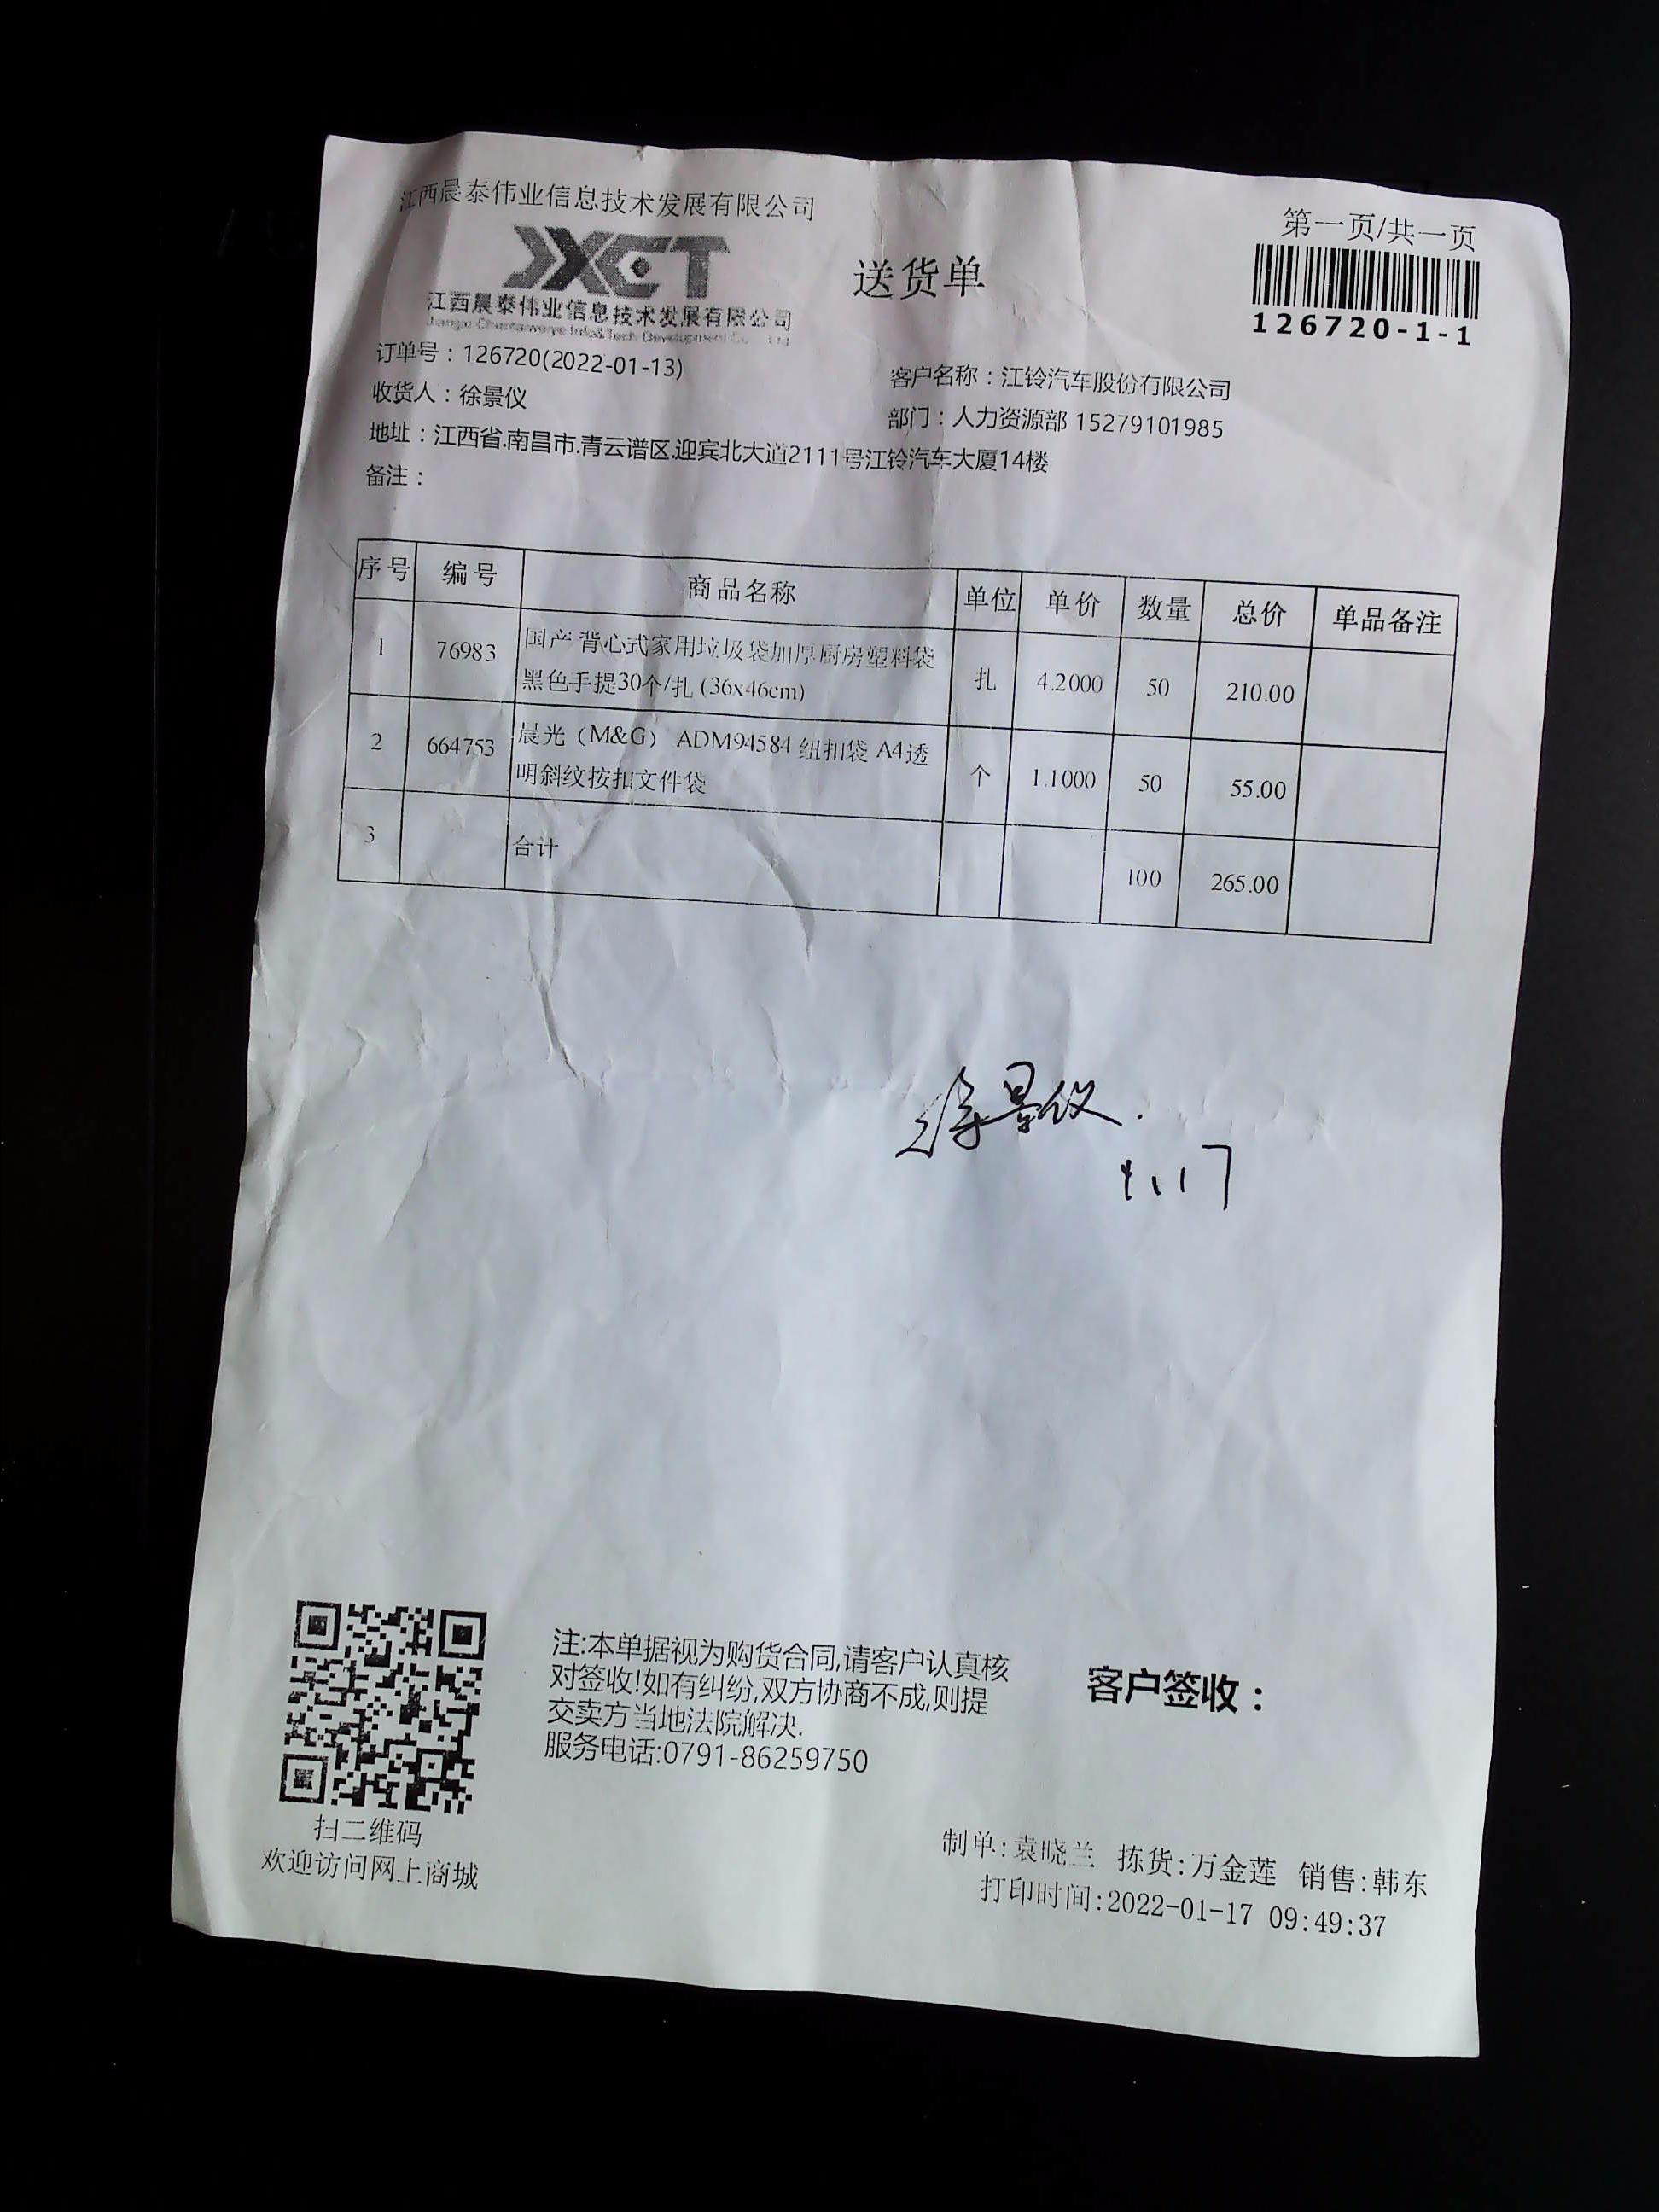 江西晨泰伟业信息技术发展有限公司
第一页/共一页
JXCT
送货单
江西晨泰伟业信息技术发展有限公司
Jiangxi Chentaiweiye Info&Tech Development Co., Ltd
126720-1-1
订单号：126720(2022-01-13)
客户名称：江铃汽车股份有限公司
收货人：徐景仪
部门：人力资源部 15279101985
地址：江西省.南昌市.青云谱区.迎宾北大道2111号江铃汽车大厦14楼
备注：
序号 编号 商品名称 单位 单价 数量 总价 单品备注
1 76983 国产 背心式家用垃圾袋加厚厨房塑料袋 扎 4.2000 50 210.00
黑色手提30个/扎 (36x46cm)
2 664753 晨光（M&G） ADM94584 纽扣袋 A4透 个 1.1000 50 55.00
明斜纹按扣文件袋
3 合计 100 265.00
徐景仪.
1.17
注:本单据视为购货合同,请客户认真核
对签收!如有纠纷,双方协商不成,则提
交卖方当地法院解决.
服务电话:0791-86259750
客户签收：
扫二维码
欢迎访问网上商城
制单:袁晓兰 拣货:万金莲 销售:韩东
打印时间:2022-01-17 09:49:37